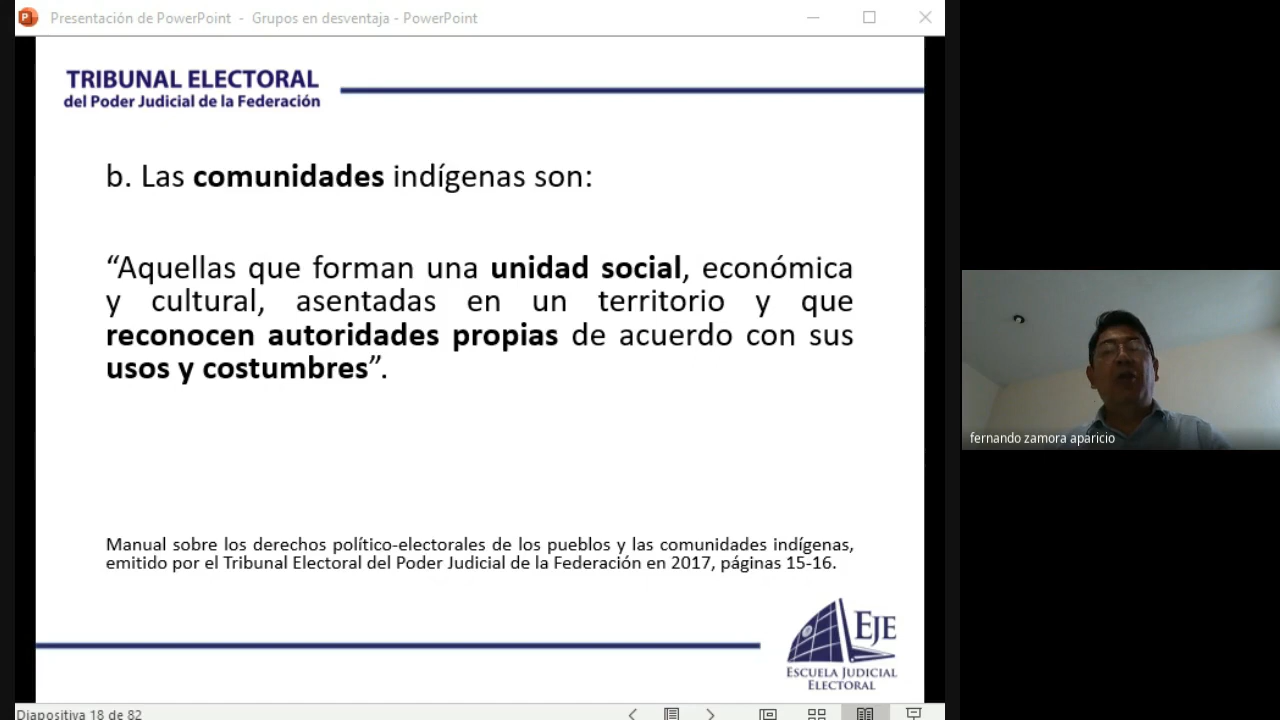 Presentación de PowerPoint - Grupos en desventaja - PowerPoint
TRIBUNAL ELECTORAL
del Poder Judicial de la Federación
b. Las comunidades indígenas son:
“Aquellas que forman una unidad social, económica
y cultural, asentadas en un territorio y que
reconocen autoridades propias de acuerdo con sus
usos y costumbres”.
Manual sobre los derechos político-electorales de los pueblos y las comunidades indígenas,
emitido por el Tribunal Electoral del Poder Judicial de la Federación en 2017, páginas 15-16.
EJE
ESCUELA JUDICIAL
ELECTORAL
Diapositiva 18 de 82
fernando zamora aparicio